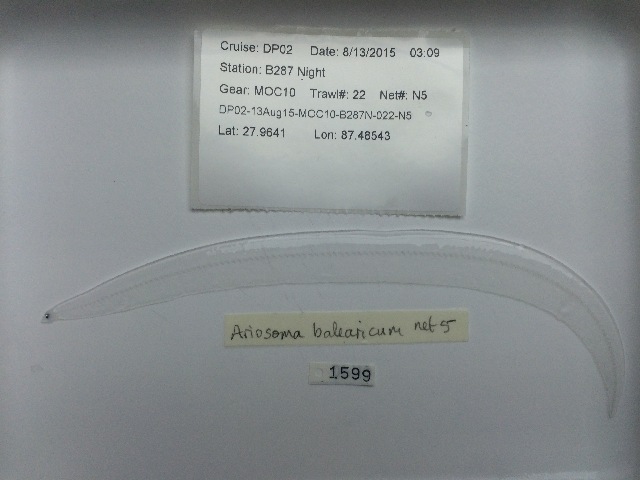 Cruise: DP02 Date: 8/13/2015 03:09
Station: B287 Night
Gear: MOC10 Trawl#: 22 Net#: N5
DP02-13Aug15-MOC10-B287N-022-N5
Lat: 27.9641 Lon: 87.48543
Ariosoma balearicum net 5
1599